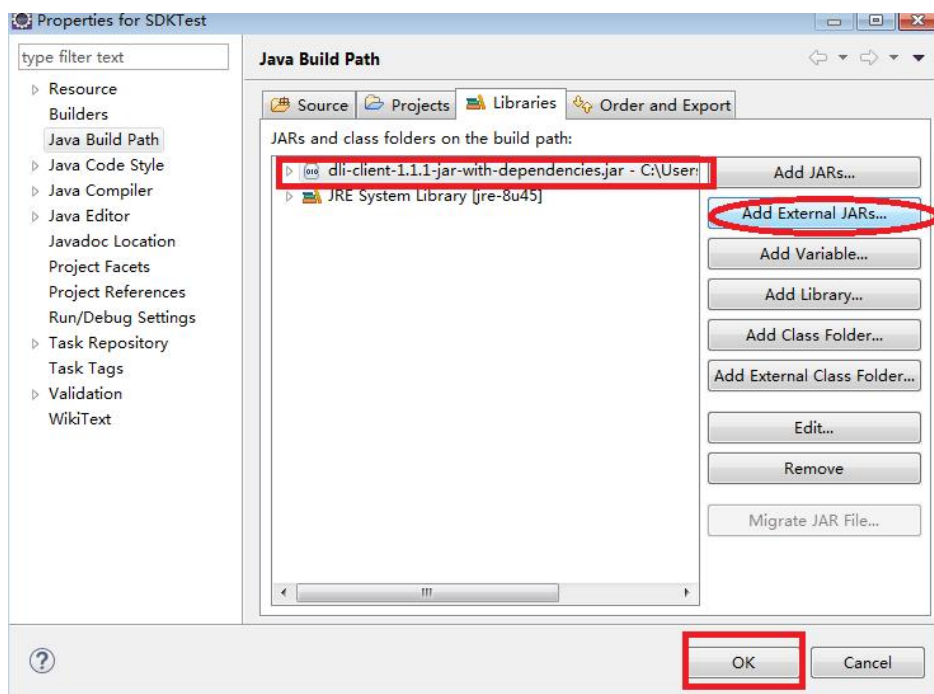 Properties for SDKTest
type filter text
Resource
Builders
Java Build Path
Java Code Style
Java Compiler
Java Editor
Javadoc Location
Project Facets
Project References
Run/Debug Settings
Task Repository
Task Tags
Validation
WikiText
Java Build Path
Source Projects Libraries Order and Export
JARs and class folders on the build path:
dli-client-1.1.1-jar-with-dependencies.jar - C:\User
JRE System Library [jre-8u45]
Add JARs...
Add External JARs...
Add Variable...
Add Library...
Add Class Folder...
Add External Class Folder...
Edit...
Remove
Migrate JAR File...
OK
Cancel